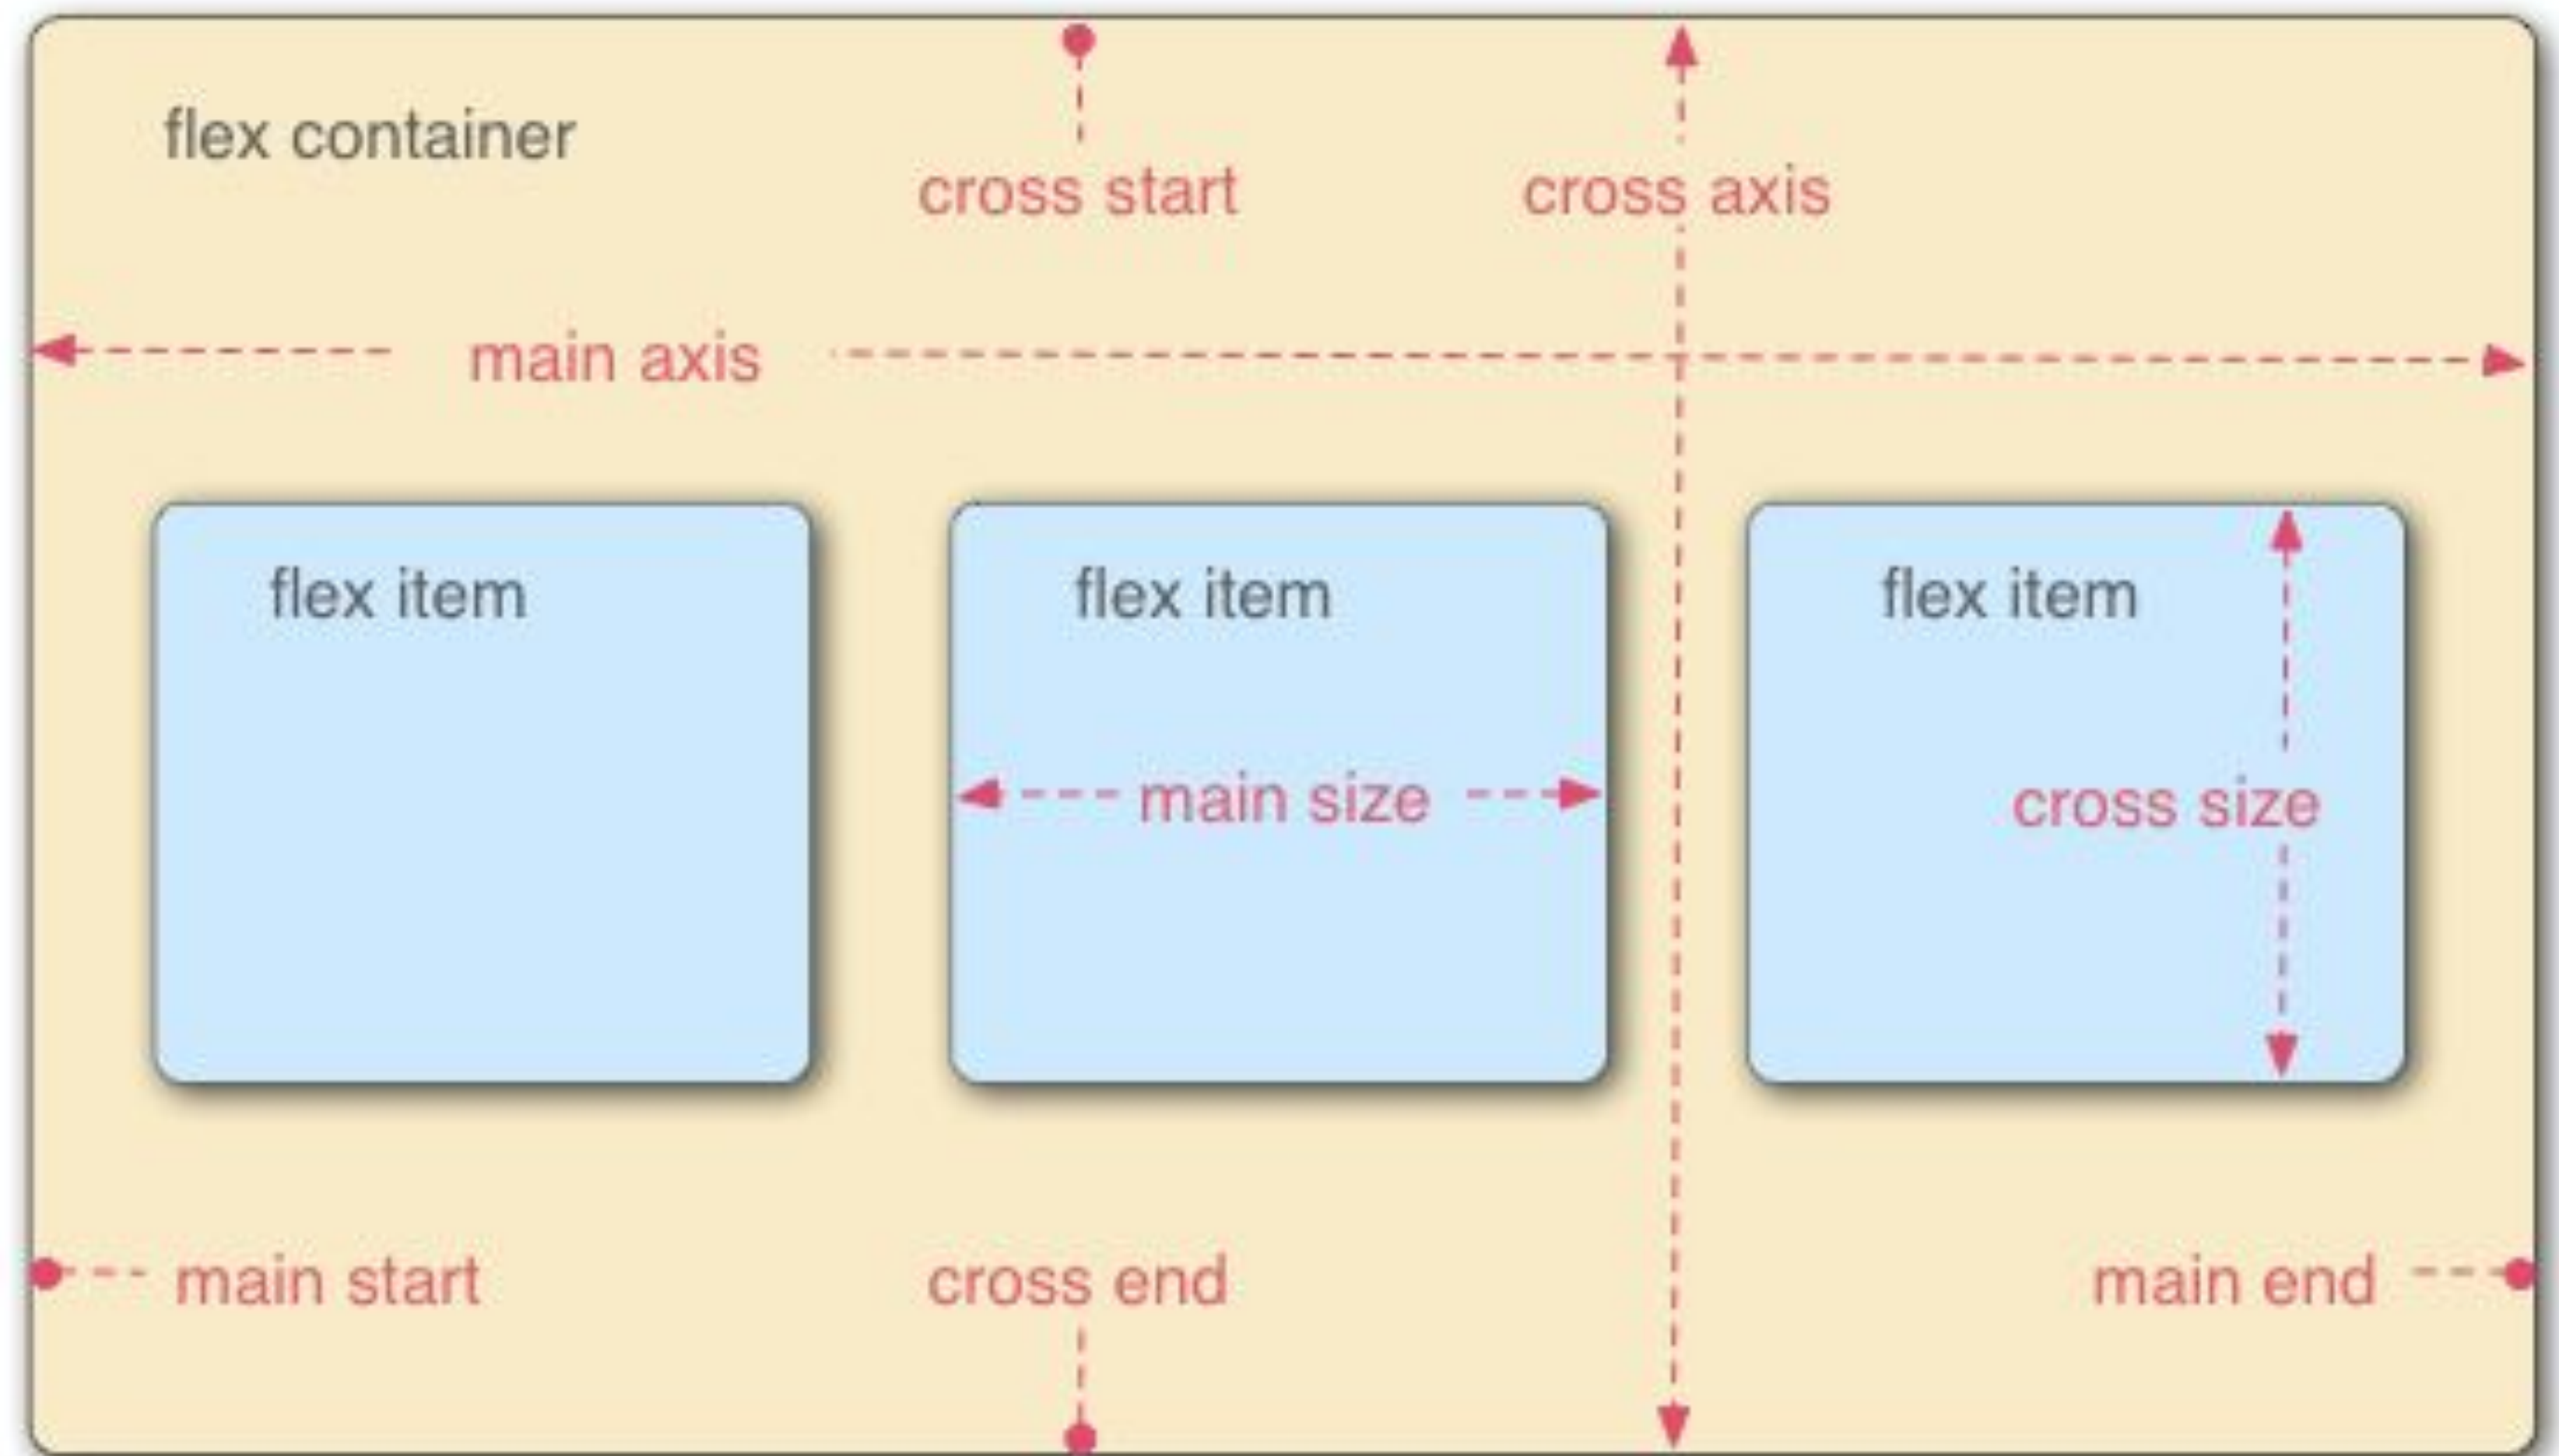 flex container
cross start
cross axis
main axis
flex item
flex item
flex item
main size
cross size
main start
cross end
main end